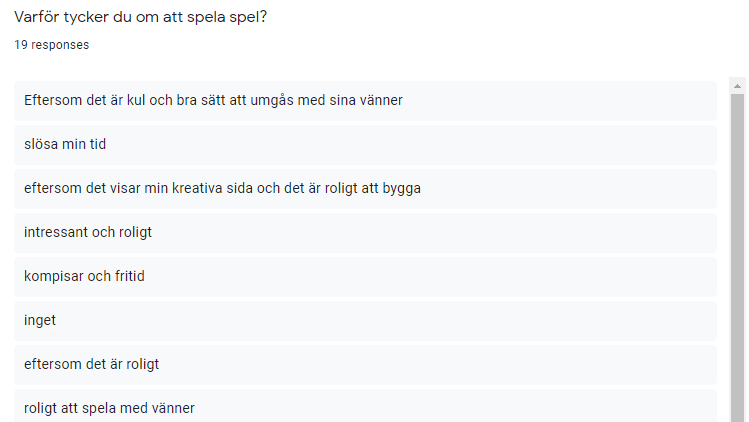 Varför tycker du om att spela spel?
19 responses
Eftersom det är kul och bra sätt att umgås med sina vänner
slösa min tid
eftersom det visar min kreativa sida och det är roligt att bygga
intressant och roligt
kompisar och fritid
inget
eftersom det är roligt
roligt att spela med vänner